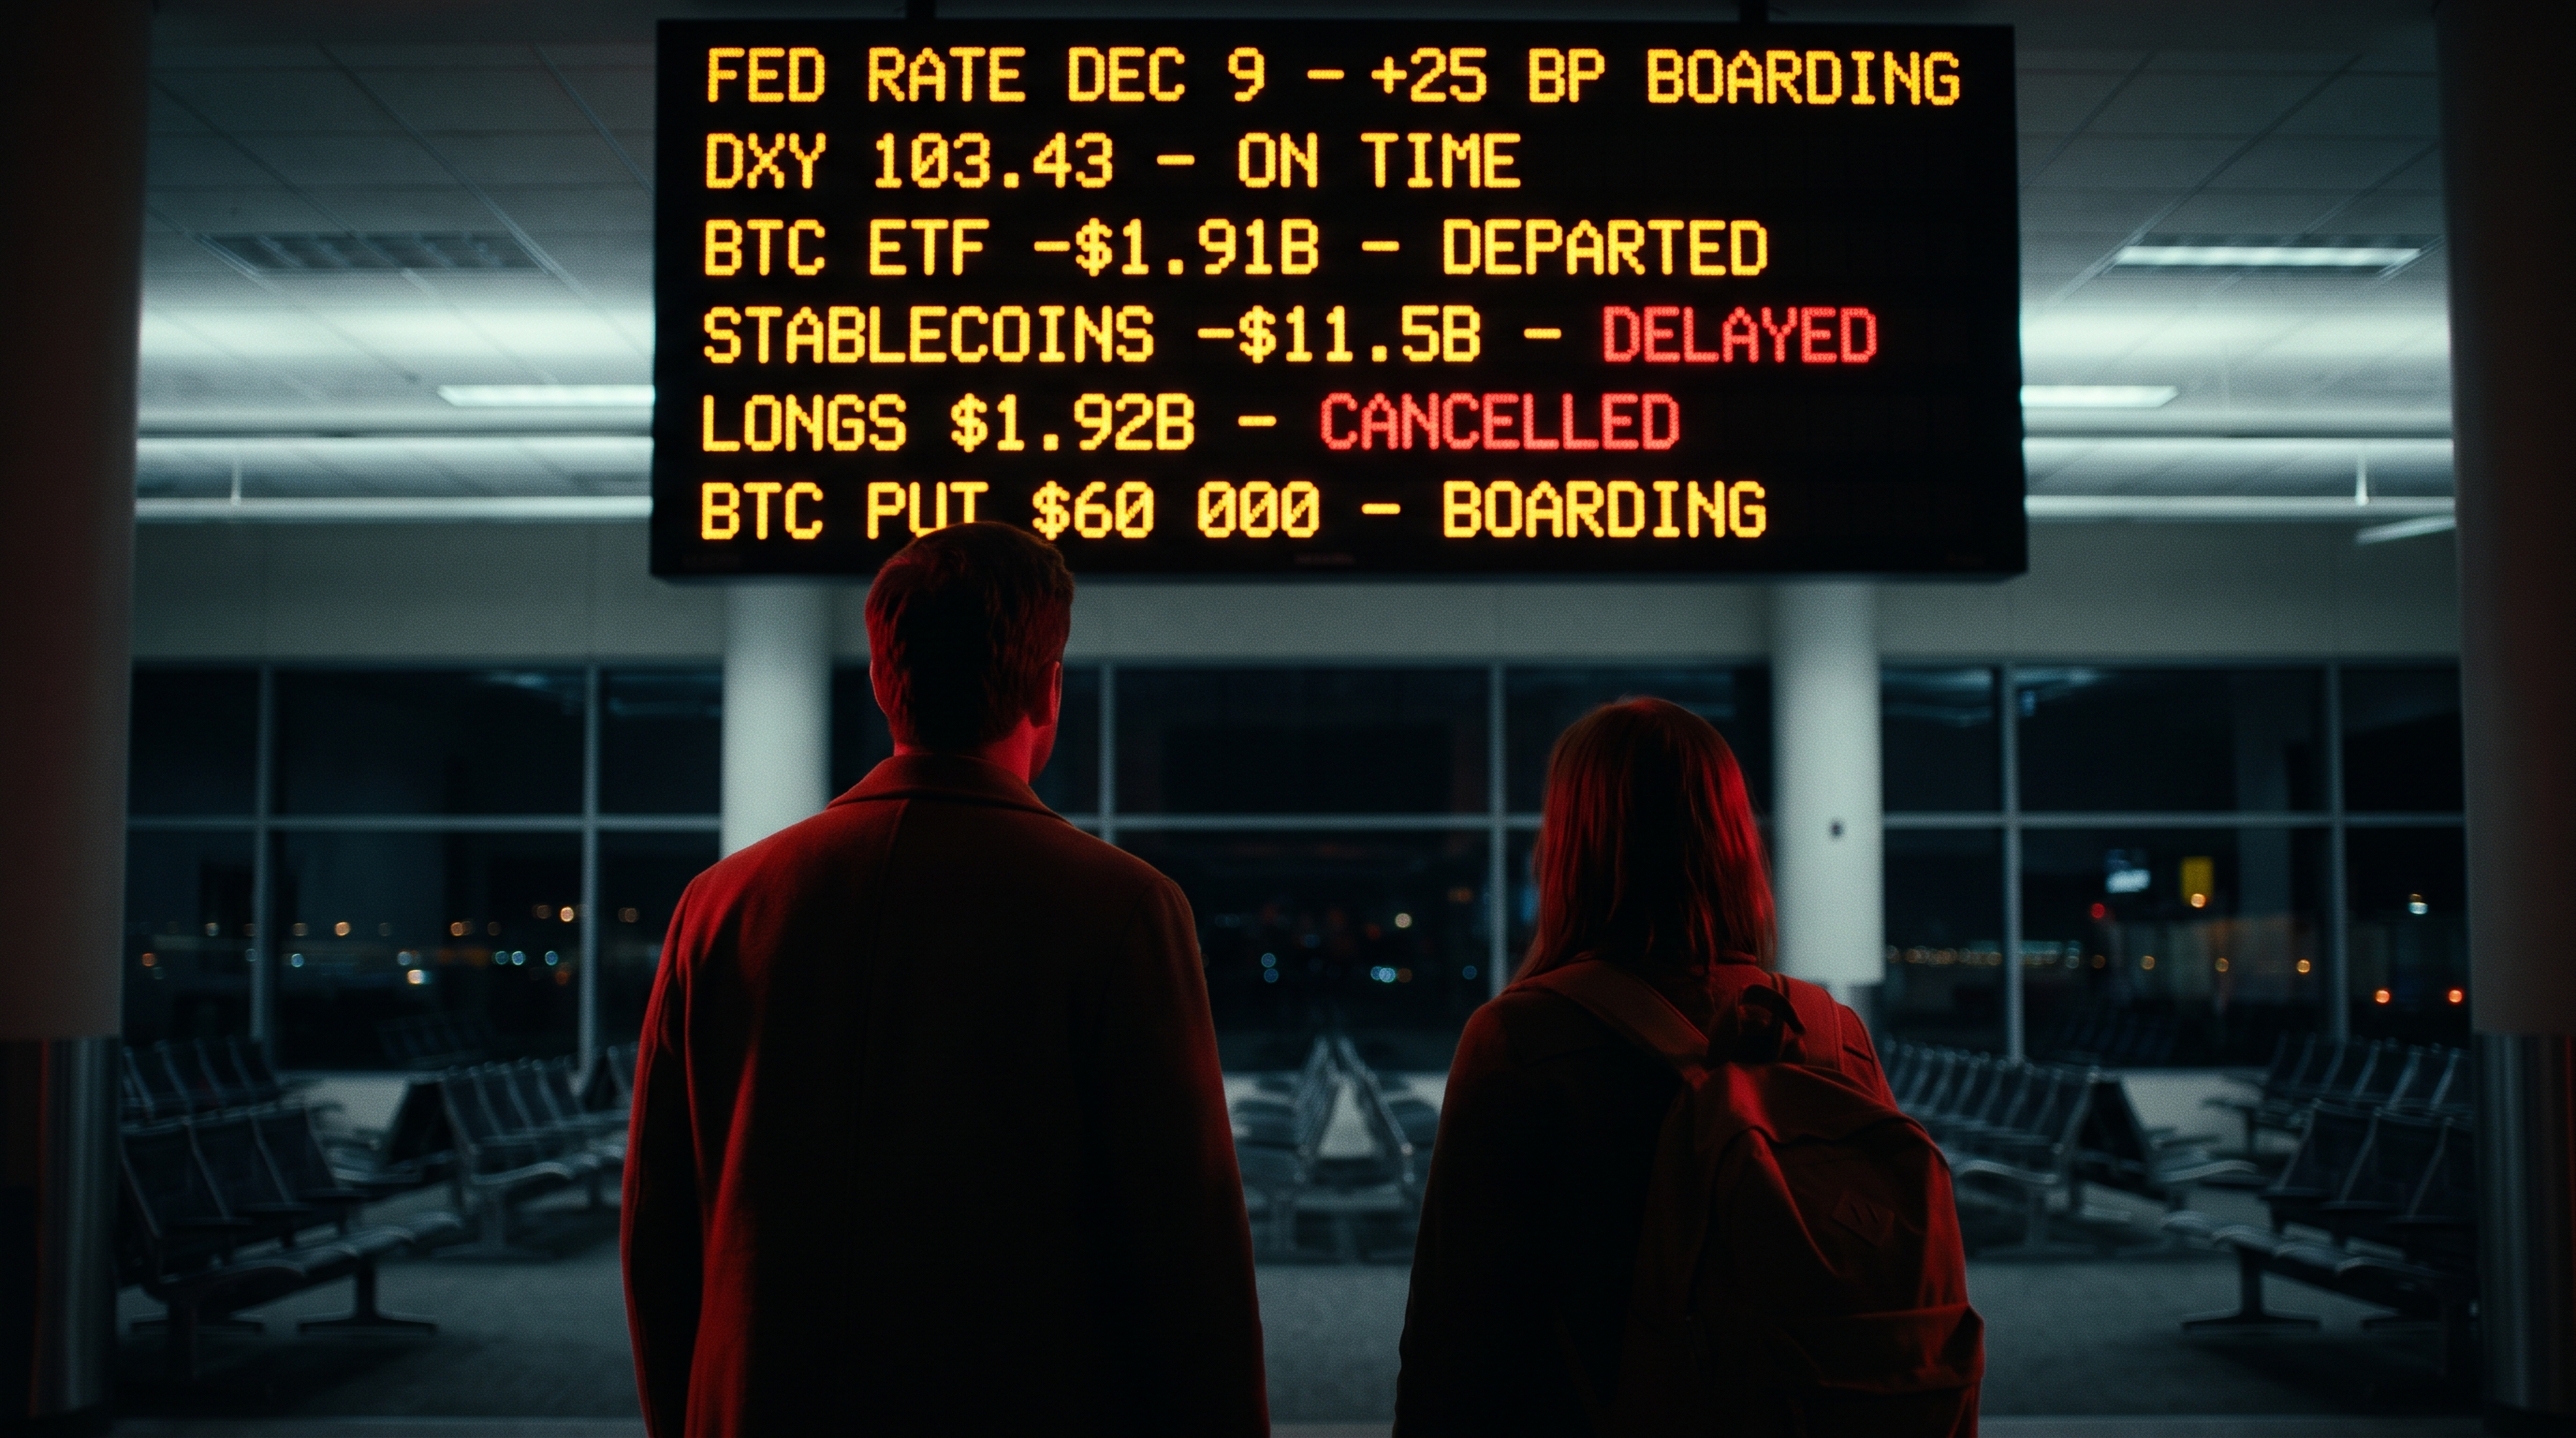 FED RATE DEC 9 – +25 BP BOARDING
DXY 103.43 – ON TIME
BTC ETF –$1.91B – DEPARTED
STABLECOINS –$11.5B – DELAYED
LONGS $1.92B – CANCELLED
BTC PUT $60 000 – BOARDING